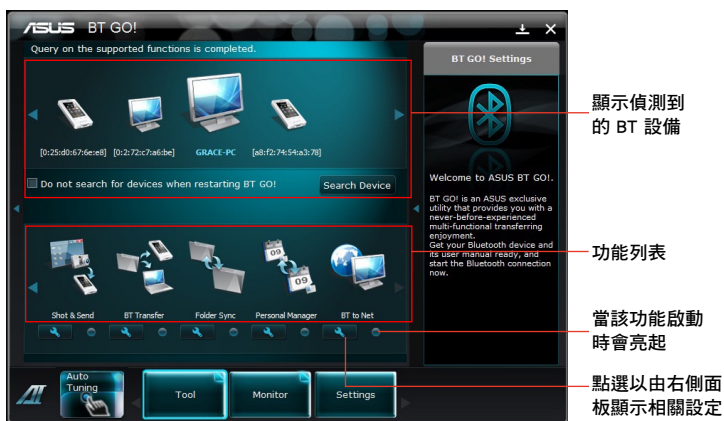 ASUS BT GO!
Query on the supported functions is completed.
[0:25:d0:67:6e:e8] [0:2:72:c7:a6:be] GRACE-PC [a8:f2:74:54:a3:78]
Do not search for devices when restarting BT GO!
Search Device
Shot & Send BT Transfer Folder Sync Personal Manager BT to Net
09
09
BT GO! Settings
Welcome to ASUS BT GO!.
BT GO! is an ASUS exclusive
utility that provides you with a
never-before-experienced
multi-functional transferring
enjoyment.
Get your Bluetooth device and
its user manual ready, and
start the Bluetooth connection
now.
AI
Auto
Tuning
Tool
Monitor
Settings
顯示偵測到
的 BT 設備
功能列表
當該功能啟動
時會亮起
點選以由右側面
板顯示相關設定